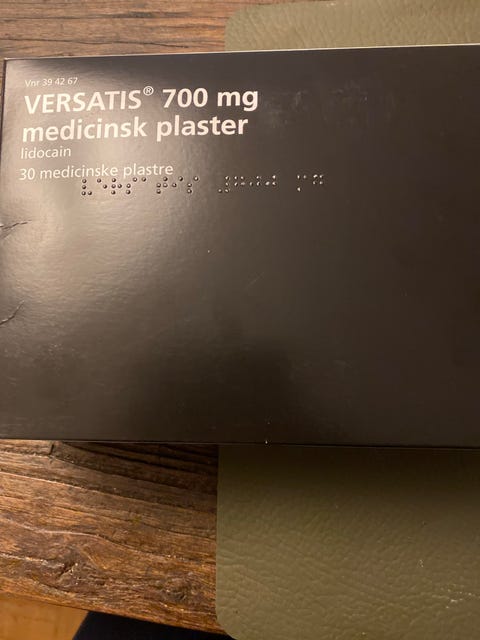 Vnr 39 42 67
VERSATIS® 700 mg
medicinsk plaster
lidocain
30 medicinske plastre